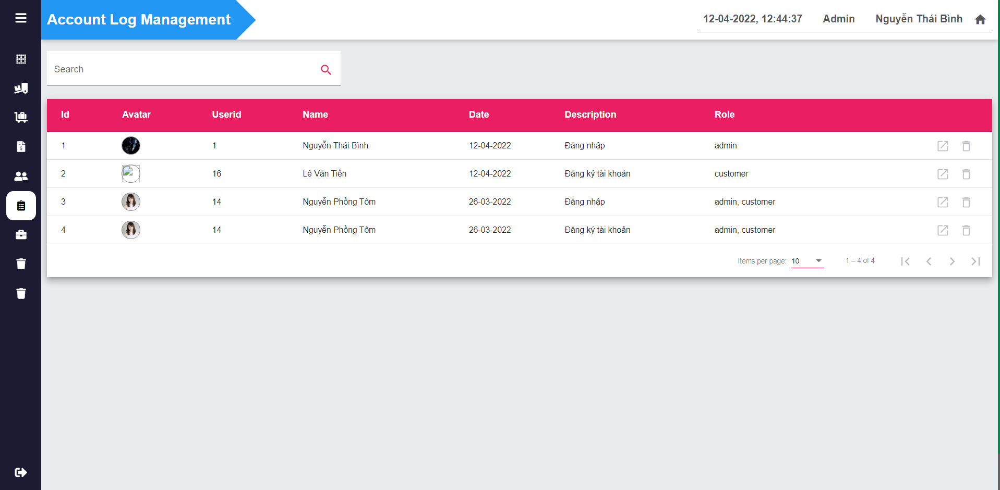 Account Log Management
12-04-2022, 12:44:37 Admin Nguyễn Thái Bình
Search
Id Avatar Userid Name Date Description Role
1 1 Nguyễn Thái Bình 12-04-2022 Đăng nhập admin
2 16 Lê Văn Tiến 12-04-2022 Đăng ký tài khoản customer
3 14 Nguyễn Phồng Tôm 26-03-2022 Đăng nhập admin, customer
4 14 Nguyễn Phồng Tôm 26-03-2022 Đăng ký tài khoản admin, customer
Items per page: 10 1 – 4 of 4